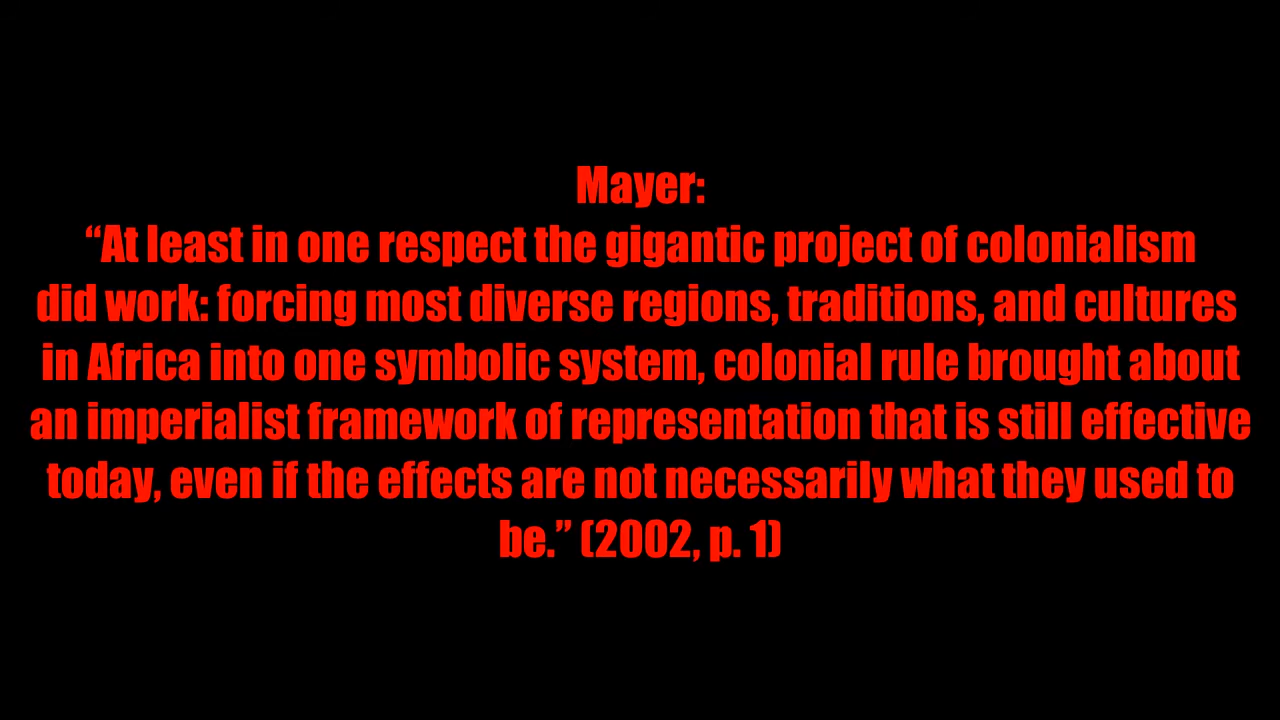 Mayer:
“At least in one respect the gigantic project of colonialism
did work: forcing most diverse regions, traditions, and cultures
in Africa into one symbolic system, colonial rule brought about
an imperialist framework of representation that is still effective
today, even if the effects are not necessarily what they used to
be.” (2002, p. 1)